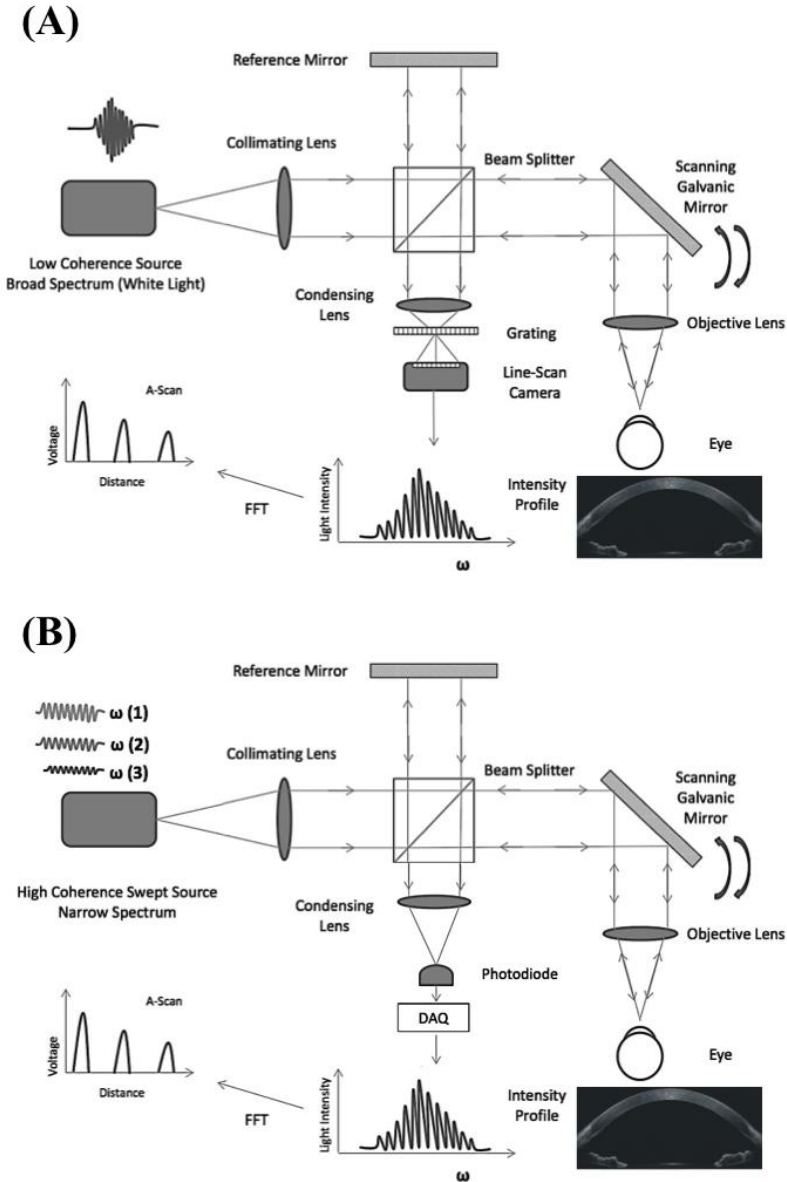 (A)
Reference Mirror
Collimating Lens
Beam Splitter
Scanning
Galvanic
Mirror
Low Coherence Source
Broad Spectrum (White Light)
Condensing
Lens
Grating
Objective Lens
Line-Scan
Camera
A-Scan
Voltage
Distance
FFT
Light Intensity
ω
Eye
Intensity
Profile
(B)
Reference Mirror
ω (1)
ω (2)
ω (3)
Collimating Lens
Beam Splitter
Scanning
Galvanic
Mirror
High Coherence Swept Source
Narrow Spectrum
Condensing
Lens
Objective Lens
Photodiode
DAQ
A-Scan
Voltage
Distance
FFT
Light Intensity
ω
Eye
Intensity
Profile